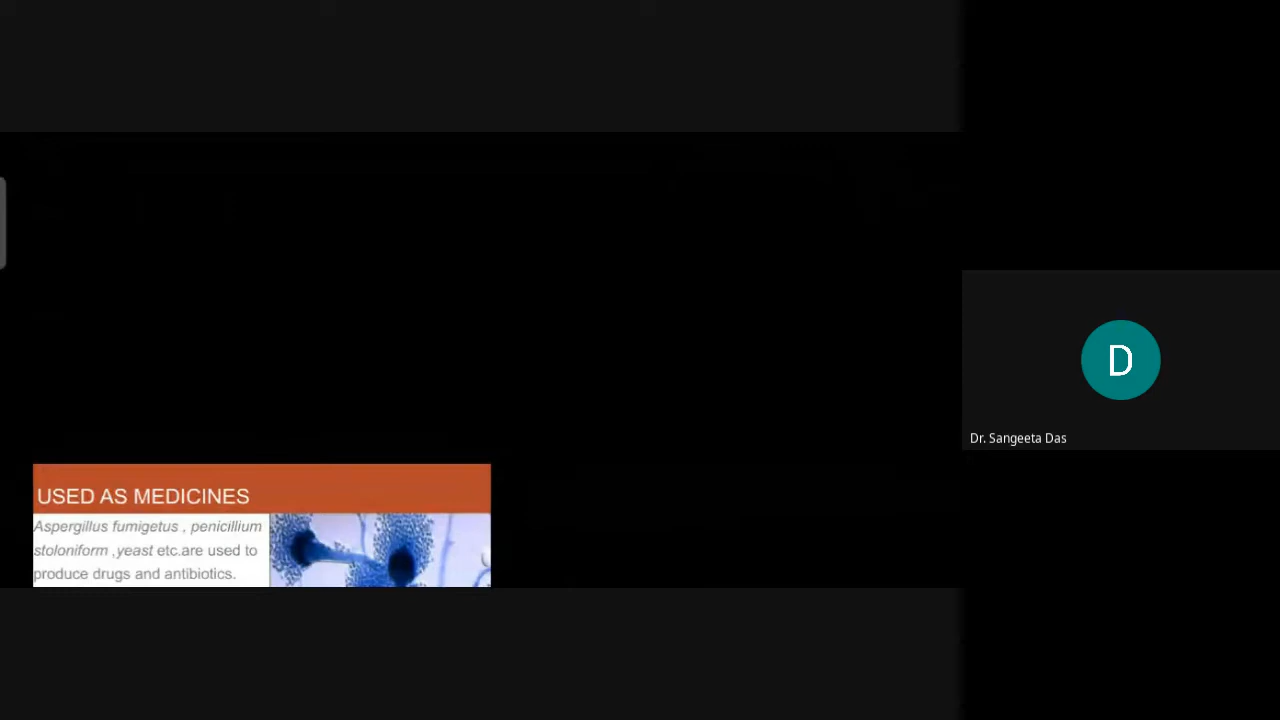 USED AS MEDICINES
Aspergillus fumigetus , penicillium
stoloniform ,yeast etc.are used to
produce drugs and antibiotics.
D
Dr. Sangeeta Das